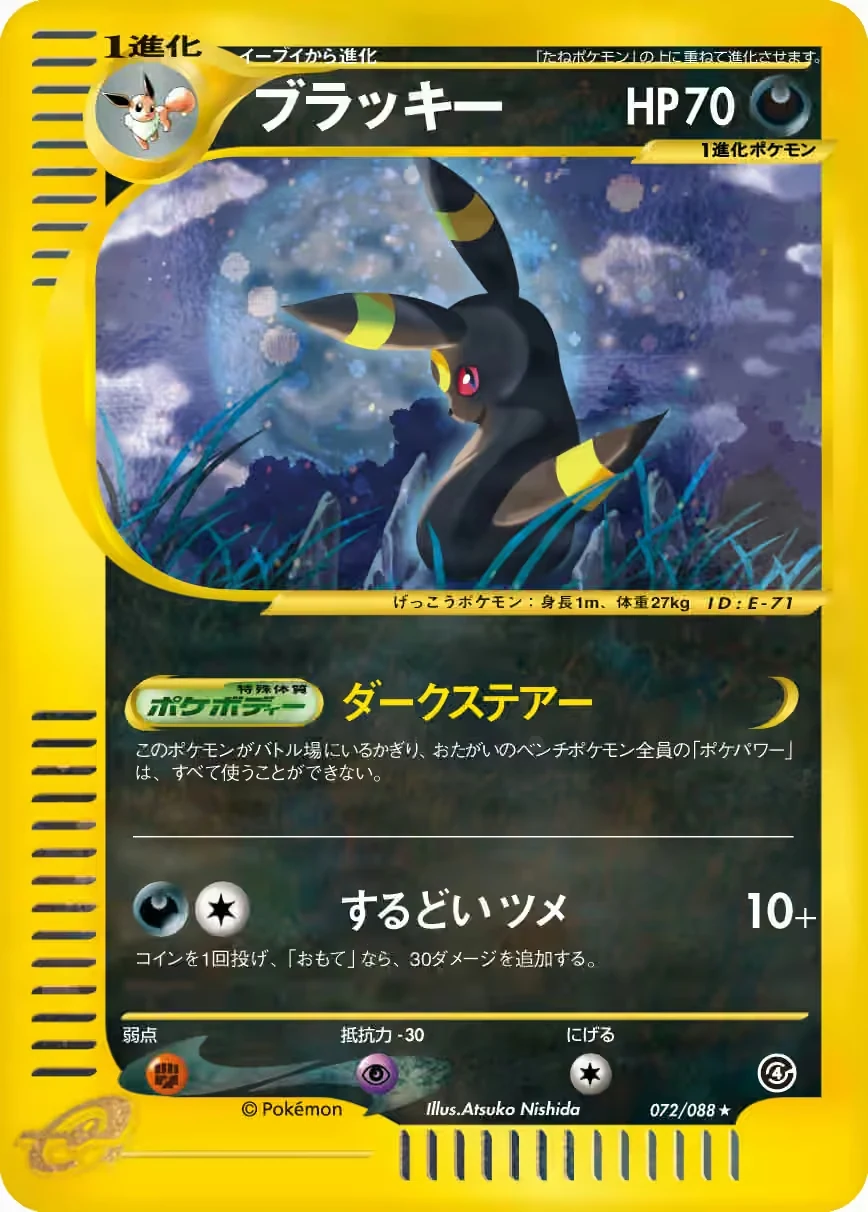 1進化
イーブイから進化
「たねポケモン」の上に重ねて進化させます。
ブラッキー
HP70
1進化ポケモン
げっこうポケモン：身長1m、体重27kg ID:E-71
特殊体質
ポケボディー
ダークステアー
このポケモンがバトル場にいるかぎり、おたがいのベンチポケモン全員の「ポケパワー」
は、すべて使うことができない。
するどいツメ
10+
コインを1回投げ、「おもて」なら、30ダメージを追加する。
弱点
抵抗力 -30
にげる
4
© Pokémon
Illus.Atsuko Nishida
072/088★
e